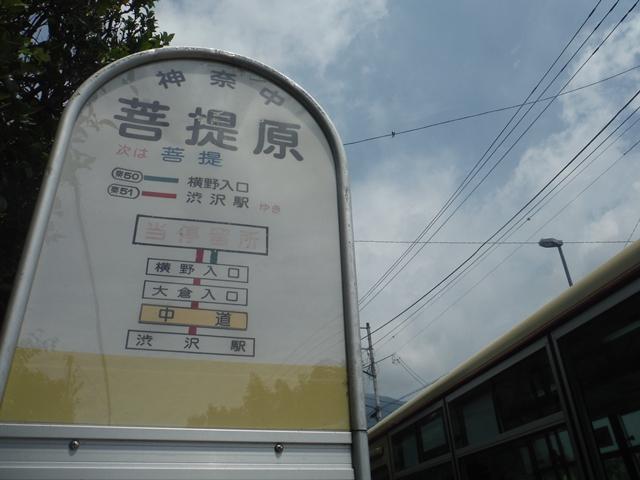 神奈中
菩提原
次は 菩提
秦50 横野入口
秦51 渋沢駅 ゆき
当停留所
横野入口
大倉入口
中道
渋沢駅